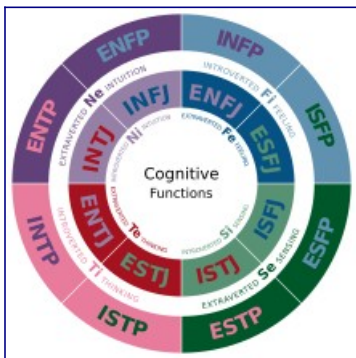 ENFP
INFP
ISFP
ESFP
ESTP
ISTP
INTP
ENTP
EXTRAVERTED Ne INTUITION
INTROVERTED Fi FEELING
EXTRAVERTED Se SENSING
INTROVERTED Ti THINKING
INFJ
ENFJ
ESFJ
ISFJ
ISTJ
ESTJ
ENTJ
INTJ
INTROVERTED Ni INTUITION
EXTRAVERTED Fe FEELING
INTROVERTED Si SENSING
EXTRAVERTED Te THINKING
Cognitive
Functions